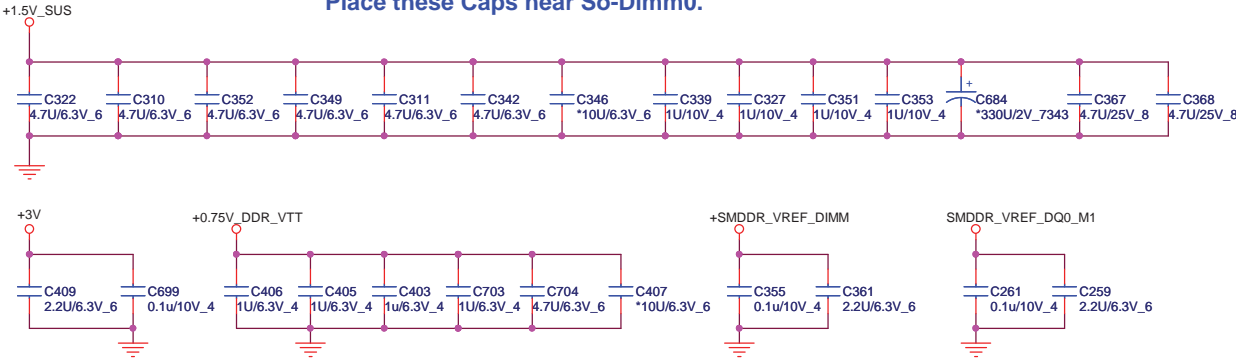 Place these Caps near So-Dimm0.
+1.5V_SUS
C322 C310 C352 C349 C311 C342 C346 C339 C327 C351 C353 + C684 C367 C368
4.7U/6.3V_6 4.7U/6.3V_6 4.7U/6.3V_6 4.7U/6.3V_6 4.7U/6.3V_6 4.7U/6.3V_6 *10U/6.3V_6 1U/10V_4 1U/10V_4 1U/10V_4 1U/10V_4 *330U/2V_7343 4.7U/25V_8 4.7U/25V_8
+3V +0.75V_DDR_VTT +SMDDR_VREF_DIMM SMDDR_VREF_DQ0_M1
C409 C699 C406 C405 C403 C703 C704 C407 C355 C361 C261 C259
2.2U/6.3V_6 0.1u/10V_4 1U/6.3V_4 1U/6.3V_4 1u/6.3V_4 1U/6.3V_4 4.7U/6.3V_6 *10U/6.3V_6 0.1u/10V_4 2.2U/6.3V_6 0.1u/10V_4 2.2U/6.3V_6